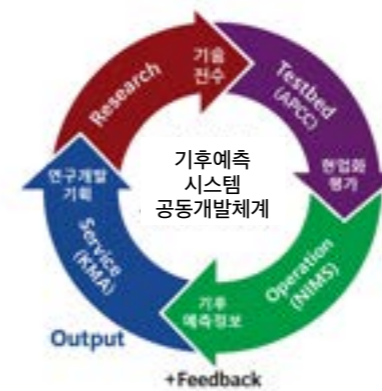 Research
기술
전수
Testbed
(APCC)
현업화
평가
Operation
(NIMS)
기후
예측정보
Service
(KMA)
연구개발
기획
기후예측
시스템
공동개발체계
Output
+Feedback